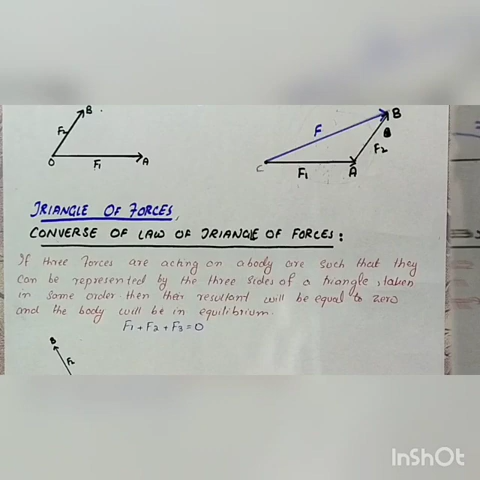 B
F2
O
F1
A
F
B
B
F2
C
F1
A
TRIANGLE OF FORCES,
CONVERSE OF LAW OF TRIANGLE OF FORCES:
If three Forces are acting on abody are such that they
can be represented by the three sides of a triangle, taken
in same order then their resultant will be equal to zero
and the body will be in equilibrium.
F1 + F2 + F3 = 0
B
F2
InShOt